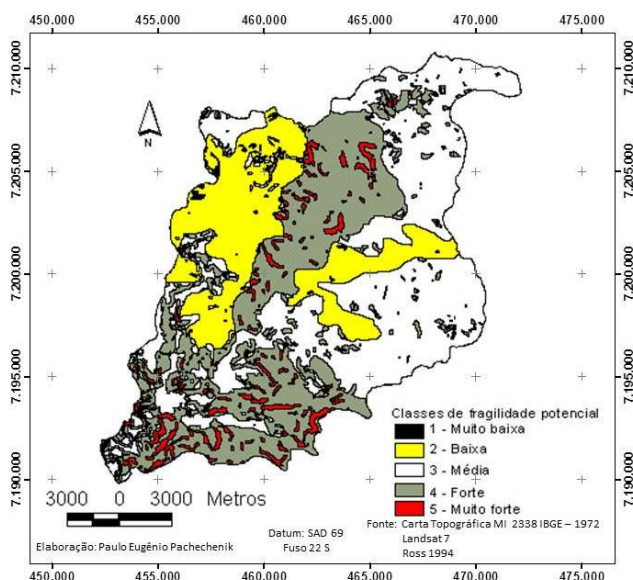 450.000 455.000 460.000 465.000 470.000 475.000
7.210.000 7.210.000
7.205.000 7.205.000
7.200.000 7.200.000
7.195.000 7.195.000
7.190.000 7.190.000
N
Classes de fragilidade potencial
1 - Muito baixa
2 - Baixa
3 - Média
4 - Forte
5 - Muito forte
3000 0 3000 Metros
Elaboração: Paulo Eugênio Pachechenik
Datum: SAD 69
Fuso 22 S
Fonte: Carta Topográfica MI 2338 IBGE – 1972
Landsat 7
Ross 1994
450.000 455.000 460.000 465.000 470.000 475.000